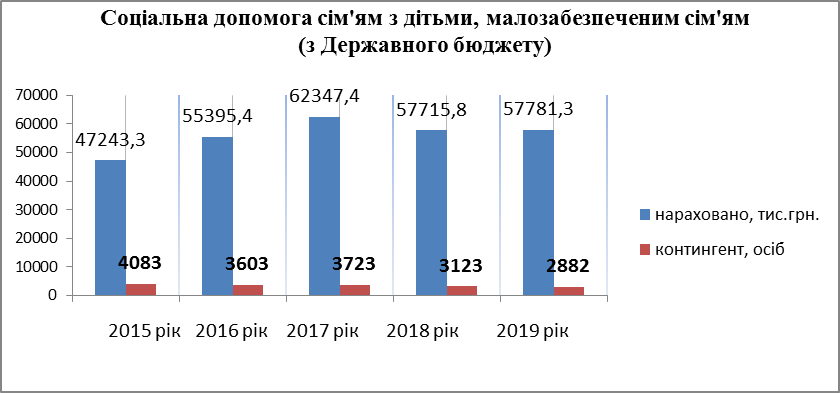 Соціальна допомога сім'ям з дітьми, малозабезпеченим сім'ям
(з Державного бюджету)
70000
60000
50000
40000
30000
20000
10000
0
47243,3
55395,4
62347,4
57715,8
57781,3
4083
3603
3723
3123
2882
2015 рік
2016 рік
2017 рік
2018 рік
2019 рік
нараховано, тис.грн.
контингент, осіб